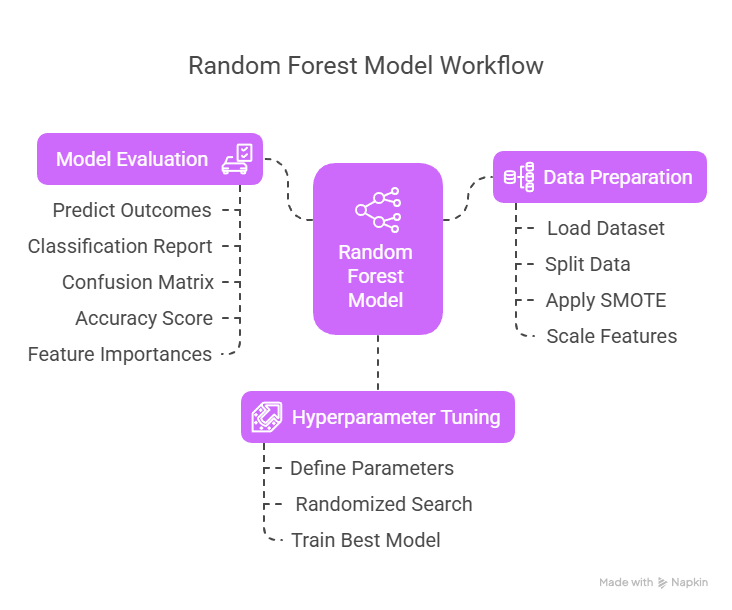 Random Forest Model Workflow
Model Evaluation
Predict Outcomes
Classification Report
Confusion Matrix
Accuracy Score
Feature Importances
Random
Forest
Model
Data Preparation
Load Dataset
Split Data
Apply SMOTE
Scale Features
Hyperparameter Tuning
Define Parameters
Randomized Search
Train Best Model
Made with Napkin